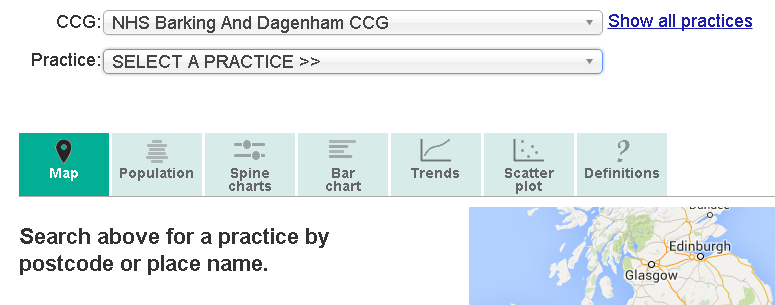 CCG: NHS Barking And Dagenham CCG Show all practices
Practice: SELECT A PRACTICE >>
Map Population Spine charts Bar chart Trends Scatter plot ? Definitions
Search above for a practice by
postcode or place name.
Dundee
Edinburgh
Glasgow